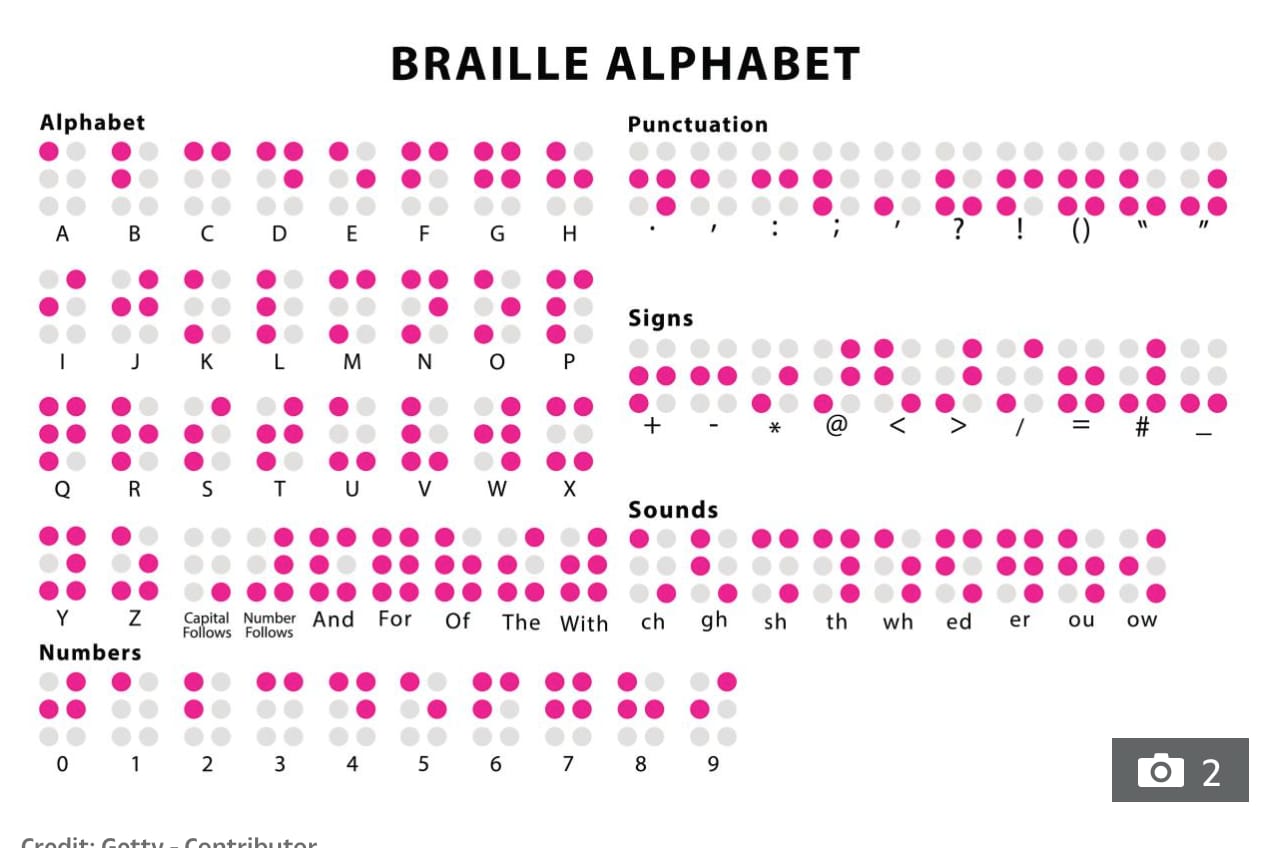 BRAILLE ALPHABET
Alphabet
A B C D E F G H
I J K L M N O P
Q R S T U V W X
Y Z Capital Follows Number Follows And For Of The With
Numbers
0 1 2 3 4 5 6 7 8 9
Punctuation
. , : ; ’ ? ! () “ ”
Signs
+ - * @ < > / = # _
Sounds
ch gh sh th wh ed er ou ow
2
Credit: Getty - Contributor